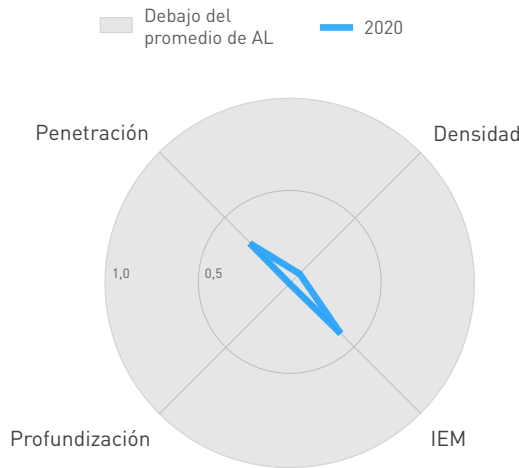 Debajo del
promedio de AL
2020
Penetración
Densidad
1,0
0,5
Profundización
IEM